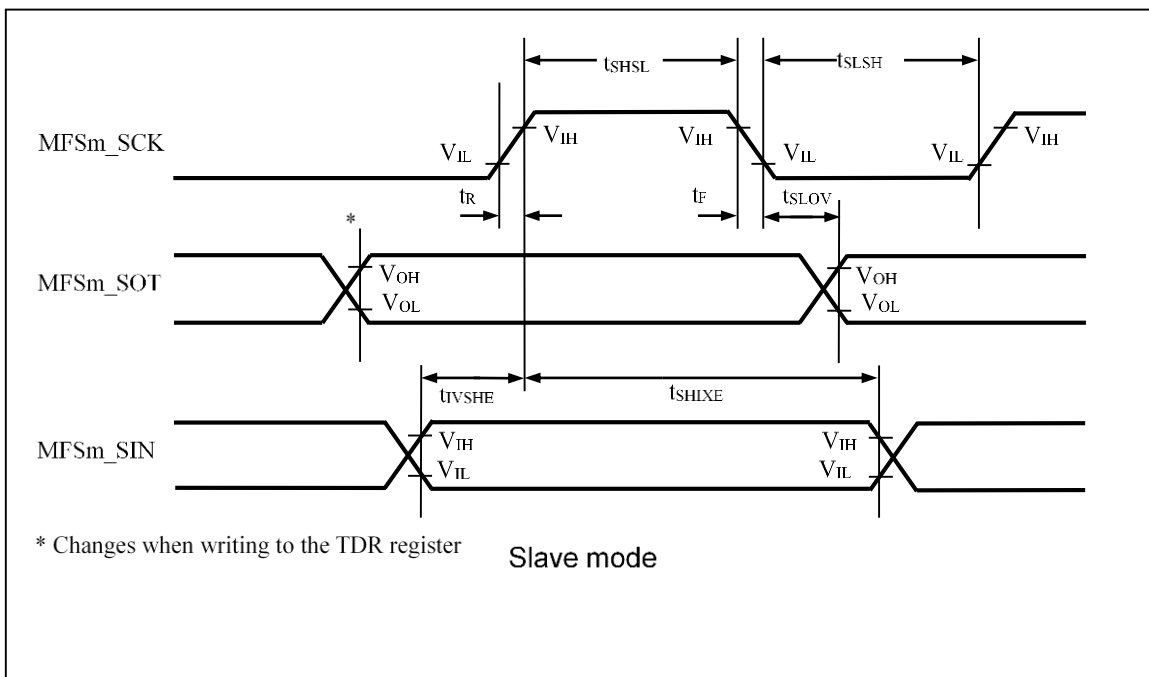 tSHSL
tSLSH
MFSm_SCK
VIH
VIH
VIH
VIL
VIL
VIL
tR
tF
tSLOV
*
MFSm_SOT
VOH
VOH
VOL
VOL
tIVSHE
tSHIXE
MFSm_SIN
VIH
VIH
VIL
VIL
* Changes when writing to the TDR register
Slave mode